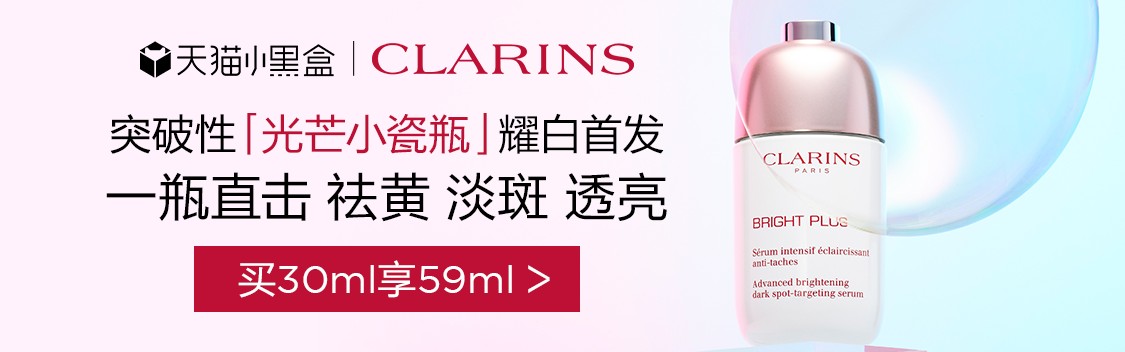 天猫小黑盒 | CLARINS
突破性「光芒小瓷瓶」耀白首发
一瓶直击 祛黄 淡斑 透亮
买30ml享59ml >
CLARINS
PARIS
BRIGHT PLUS
Sérum intensif éclaircissant
anti-taches
Advanced brightening
dark spot-targeting serum